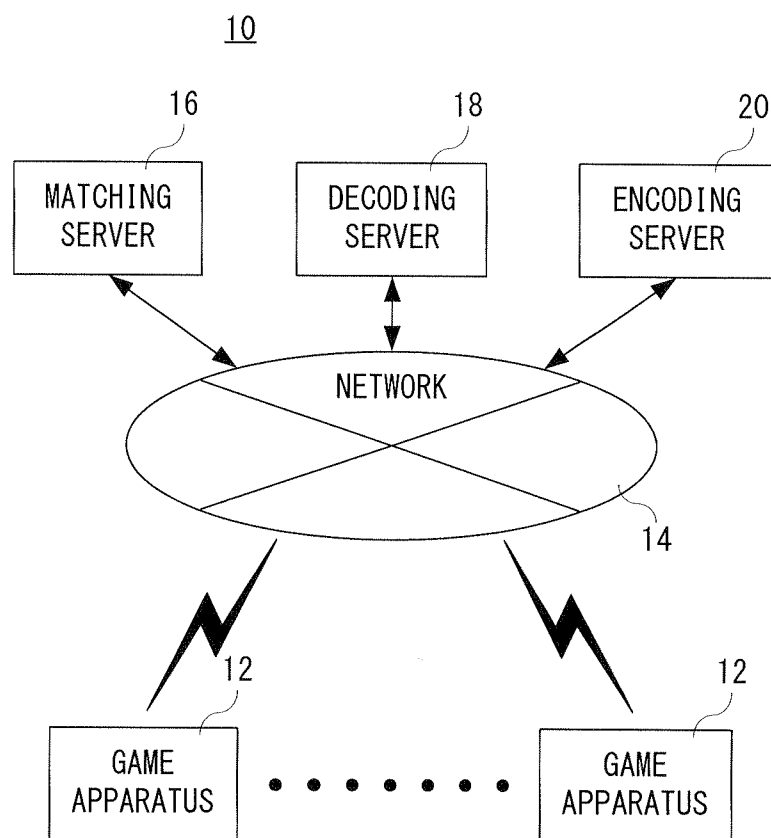 10
16
18
20
MATCHING
SERVER
DECODING
SERVER
ENCODING
SERVER
NETWORK
14
12
12
GAME
APPARATUS
GAME
APPARATUS